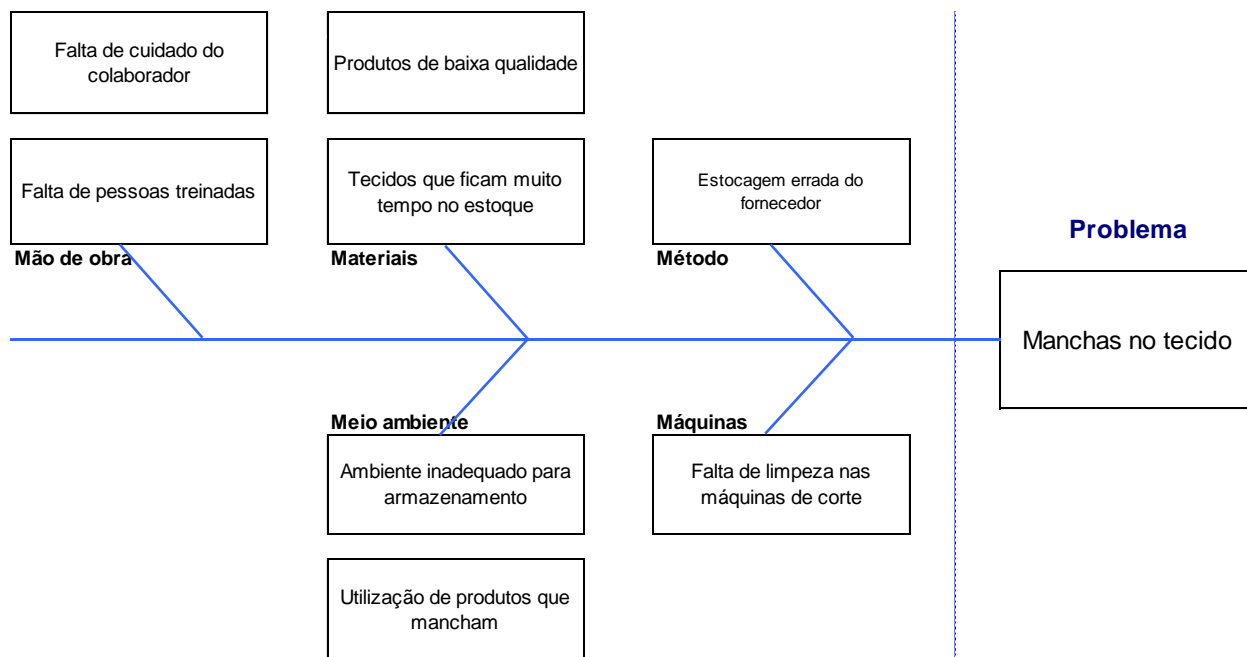 Falta de cuidado do
colaborador
Produtos de baixa qualidade
Falta de pessoas treinadas
Tecidos que ficam muito
tempo no estoque
Estocagem errada do
fornecedor
Mão de obra
Materiais
Método
Problema
Manchas no tecido
Meio ambiente
Máquinas
Ambiente inadequado para
armazenamento
Falta de limpeza nas
máquinas de corte
Utilização de produtos que
mancham